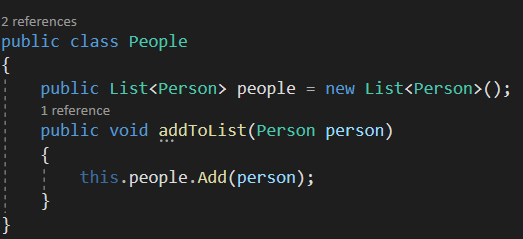 2 references
public class People
{
    public List<Person> people = new List<Person>();
    1 reference
    public void addToList(Person person)
    {
        this.people.Add(person);
    }
}